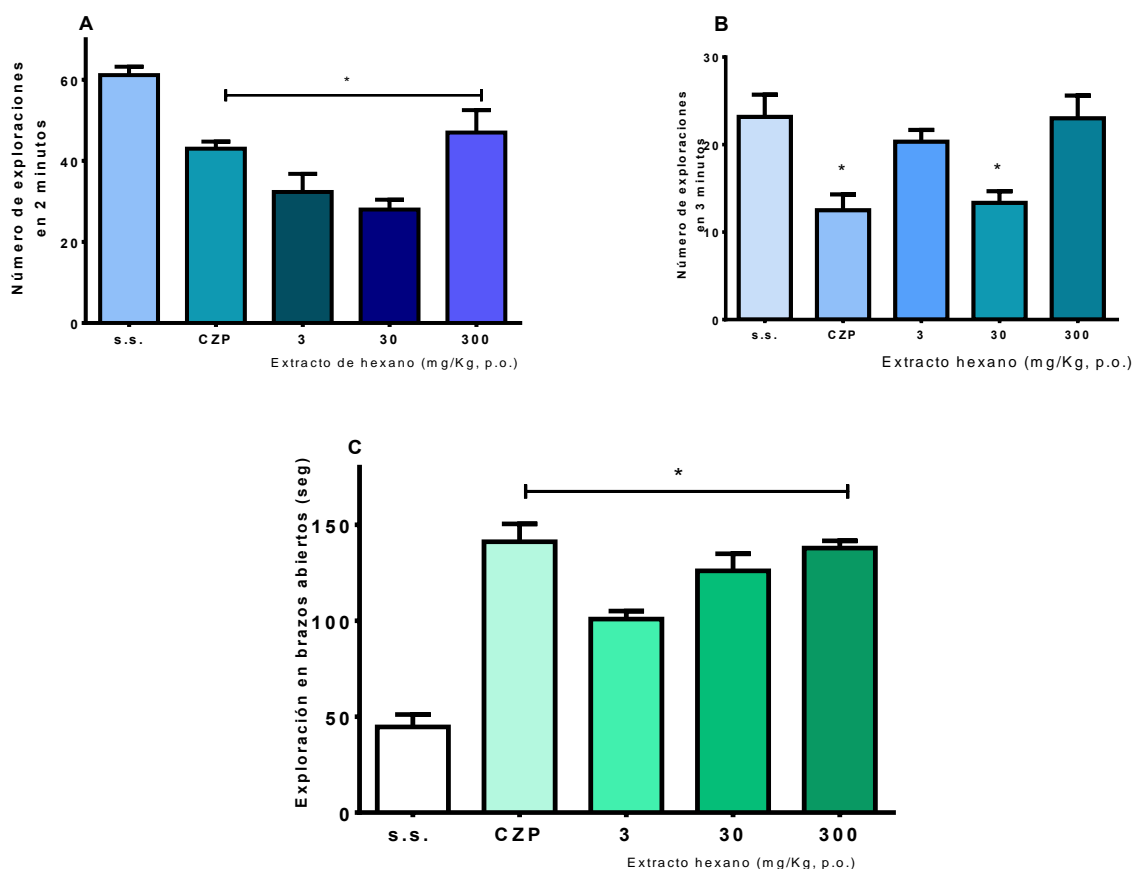 A
Número de exploraciones
en 2 minutos
60
40
20
0
*
s.s. CZP 3 30 300
Extracto de hexano (mg/Kg, p.o.)
B
Número de exploraciones
en 3 minutos
30
20
10
0
* *
s.s. CZP 3 30 300
Extracto hexano (mg/Kg, p.o.)
C
Exploración en brazos abiertos (seg)
150
100
50
0
*
s.s. CZP 3 30 300
Extracto hexano (mg/Kg, p.o.)